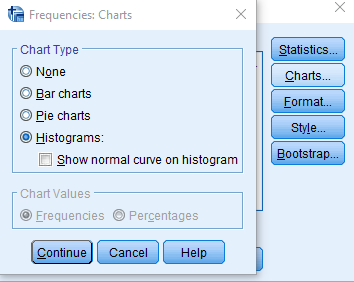 Frequencies: Charts
Chart Type
None
Bar charts
Pie charts
Histograms:
Show normal curve on histogram
Chart Values
Frequencies Percentages
Continue Cancel Help
Statistics...
Charts...
Format...
Style...
Bootstrap...